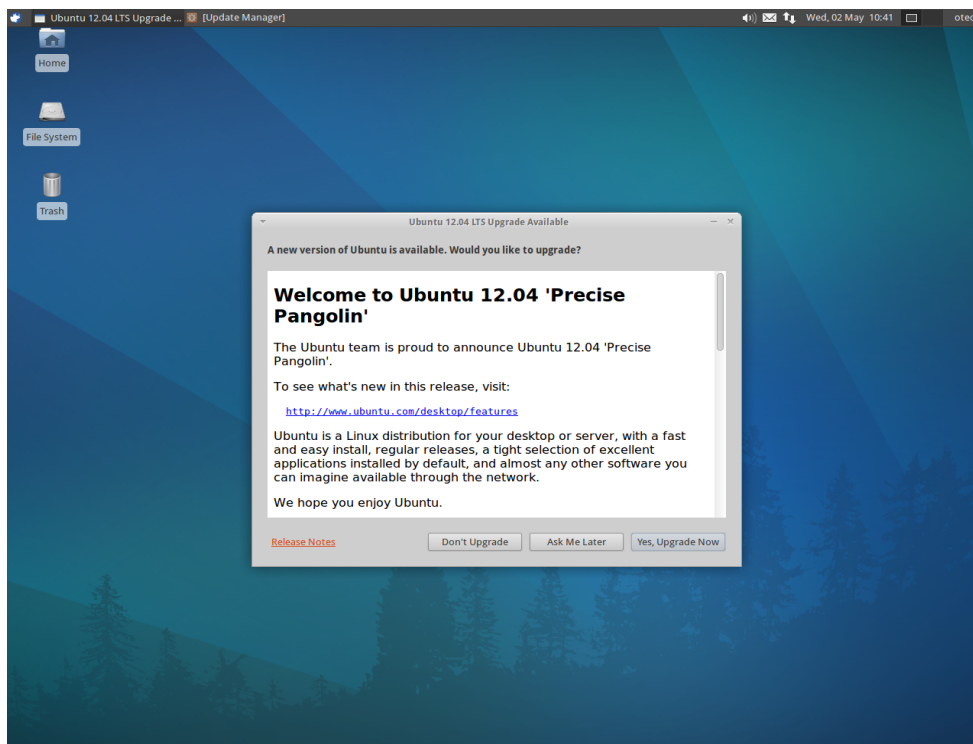 Ubuntu 12.04 LTS Upgrade ... [Update Manager] Wed, 02 May 10:41 otec
Home
File System
Trash
Ubuntu 12.04 LTS Upgrade Available
A new version of Ubuntu is available. Would you like to upgrade?
Welcome to Ubuntu 12.04 'Precise
Pangolin'
The Ubuntu team is proud to announce Ubuntu 12.04 'Precise
Pangolin'.
To see what's new in this release, visit:
http://www.ubuntu.com/desktop/features
Ubuntu is a Linux distribution for your desktop or server, with a fast
and easy install, regular releases, a tight selection of excellent
applications installed by default, and almost any other software you
can imagine available through the network.
We hope you enjoy Ubuntu.
Release Notes Don't Upgrade Ask Me Later Yes, Upgrade Now